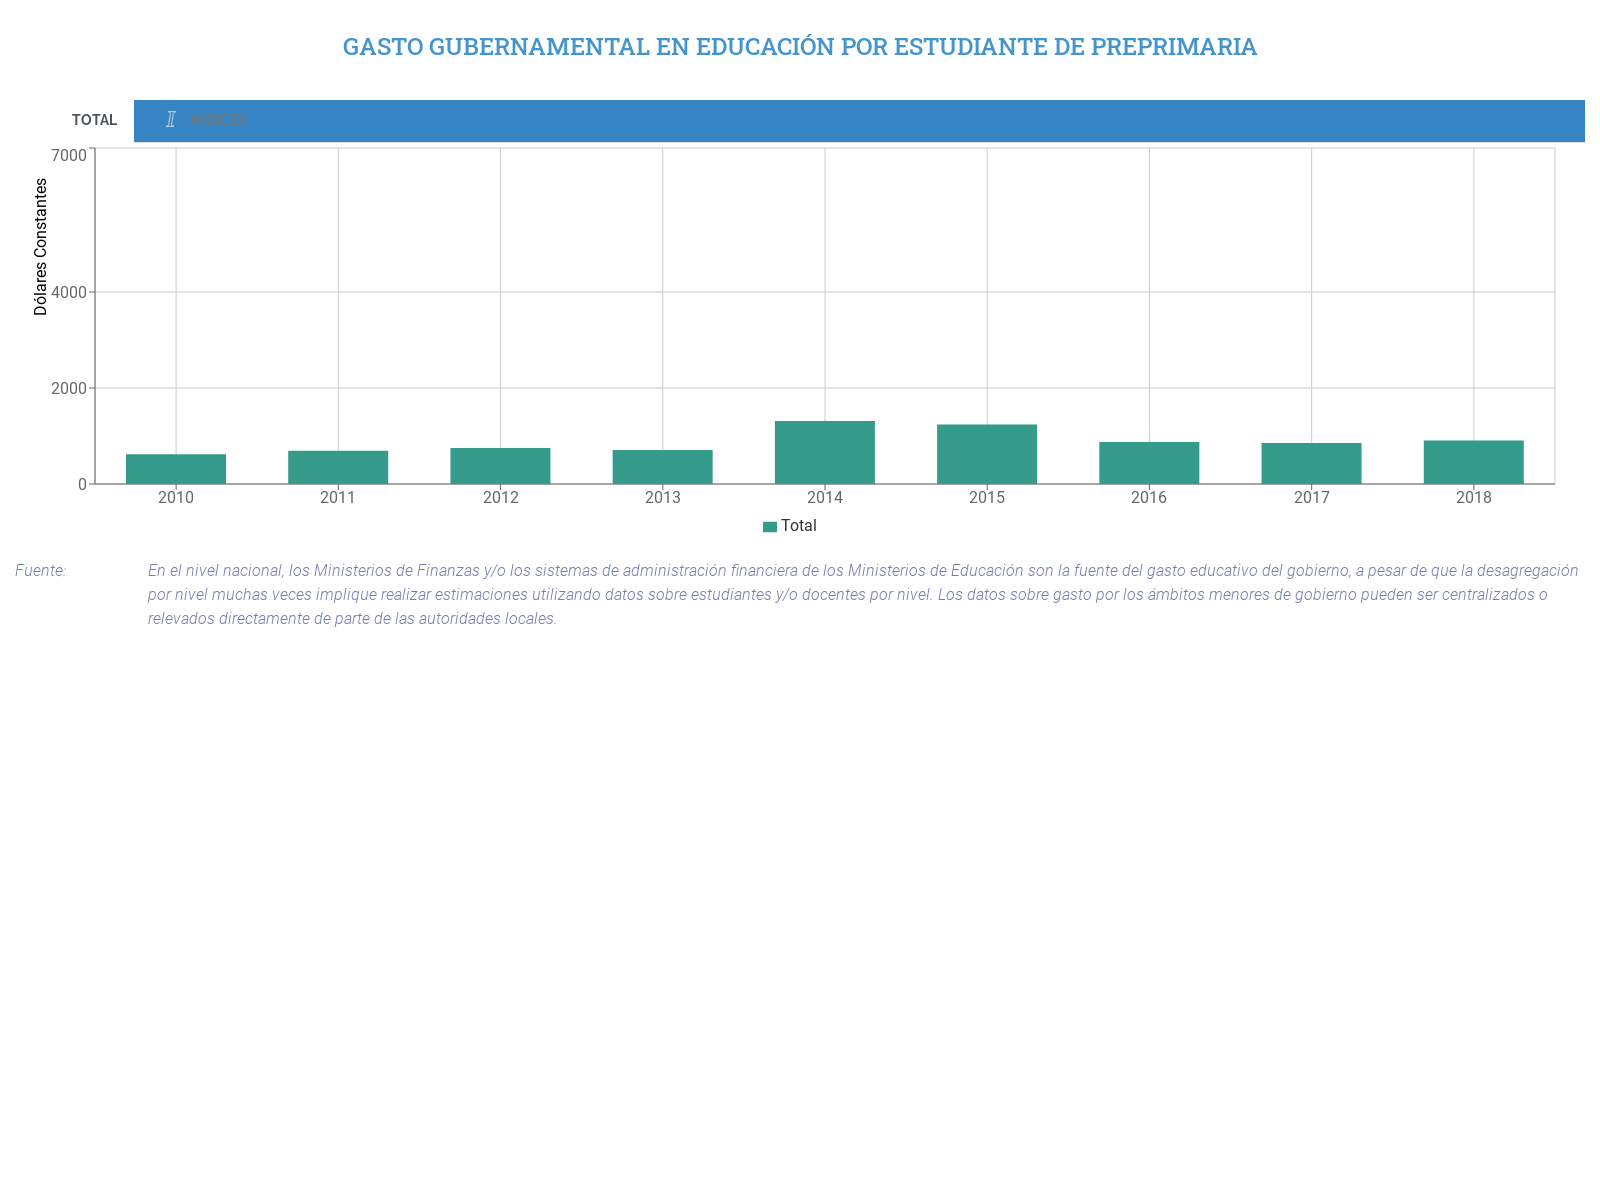 GASTO GUBERNAMENTAL EN EDUCACIÓN POR ESTUDIANTE DE PREPRIMARIA
TOTAL
I INDICES
7000
Dólares Constantes
4000
2000
0
2010 2011 2012 2013 2014 2015 2016 2017 2018
Total
Fuente: En el nivel nacional, los Ministerios de Finanzas y/o los sistemas de administración financiera de los Ministerios de Educación son la fuente del gasto educativo del gobierno, a pesar de que la desagregación
por nivel muchas veces implique realizar estimaciones utilizando datos sobre estudiantes y/o docentes por nivel. Los datos sobre gasto por los ámbitos menores de gobierno pueden ser centralizados o
relevados directamente de parte de las autoridades locales.